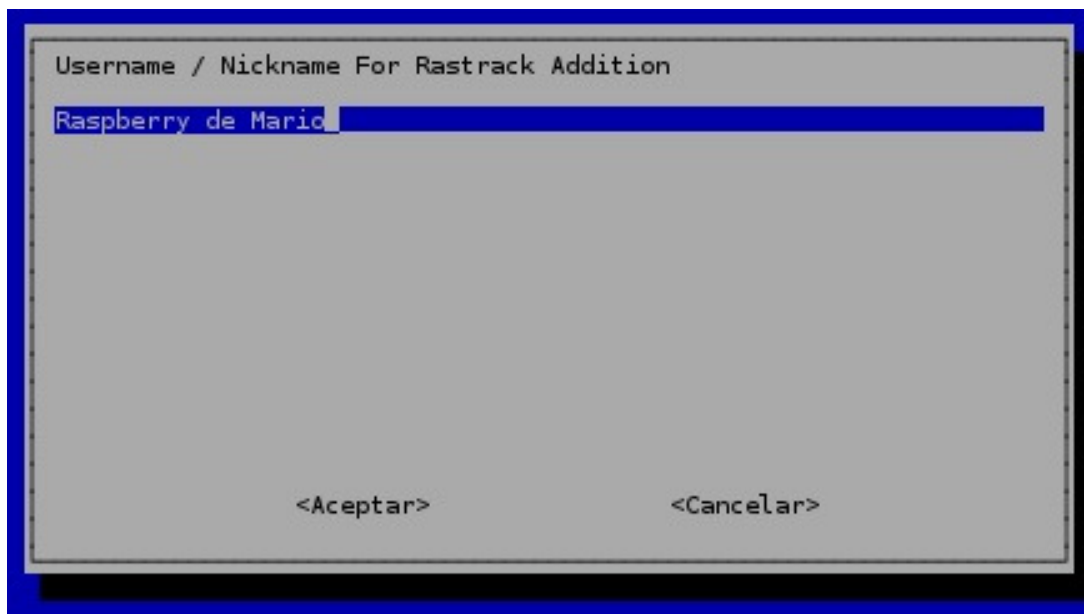 Username / Nickname For Rastrack Addition
Raspberry de Mario
<Aceptar> <Cancelar>